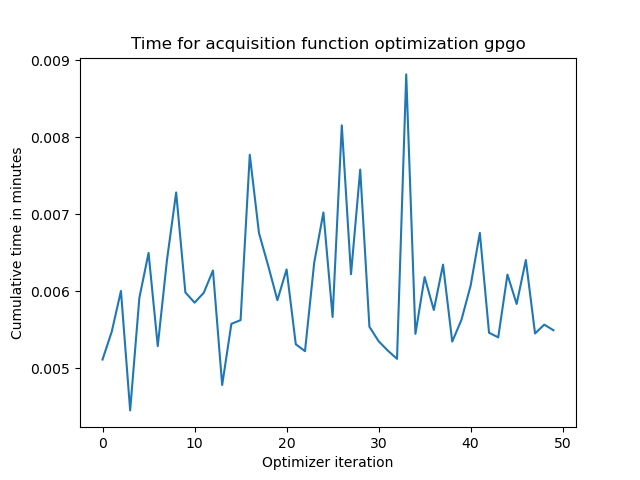 Time for acquisition function optimization gpgo
0.009
0.008
0.007
0.006
0.005
Cumulative time in minutes
0 10 20 30 40 50
Optimizer iteration